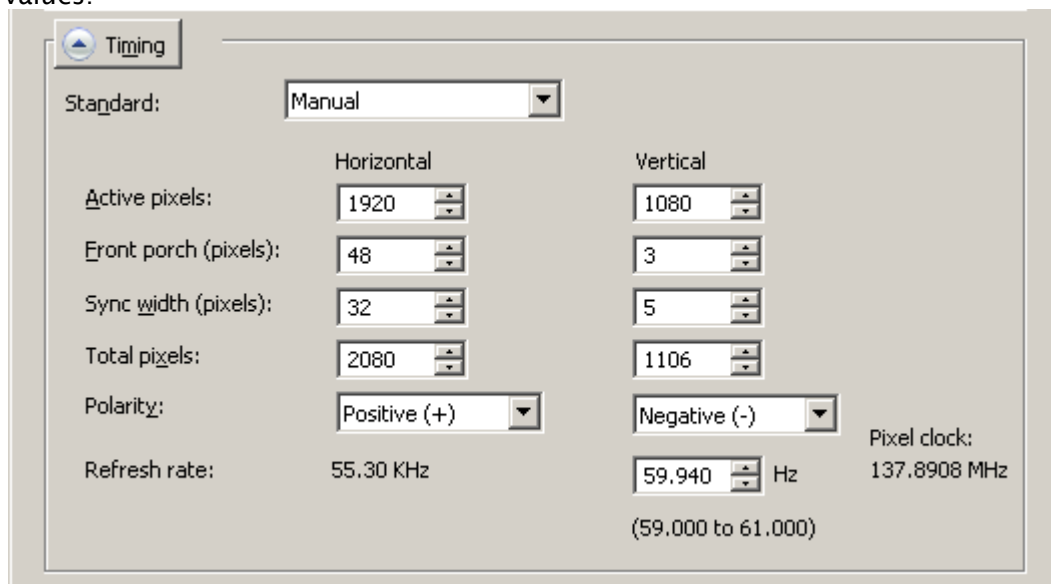 values:
Timing
Standard: Manual
Horizontal Vertical
Active pixels: 1920 1080
Front porch (pixels): 48 3
Sync width (pixels): 32 5
Total pixels: 2080 1106
Polarity: Positive (+) Negative (-)
Pixel clock:
Refresh rate: 55.30 KHz 59.940 Hz 137.8908 MHz
(59.000 to 61.000)